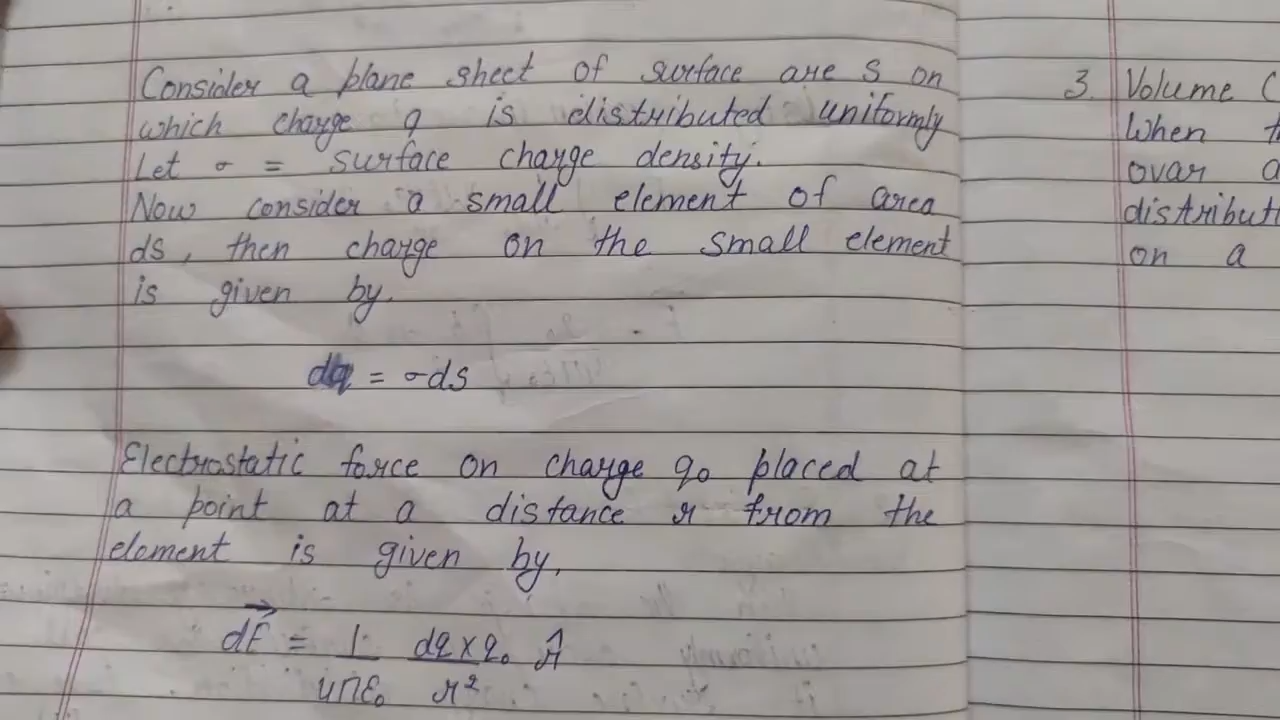 Consider a plane sheet of surface are S on
which charge q is distributed uniformly
Let σ = surface charge density.
Now consider a small element of area
ds, then charge on the small element
is given by.
dq = σds
Electrostatic force on charge q₀ placed at
a point at a distance r from the
element is given by,
dF⃗ = 1/4πε₀ dq×q₀/r² r̂
3. Volume
When
ovar a
on a